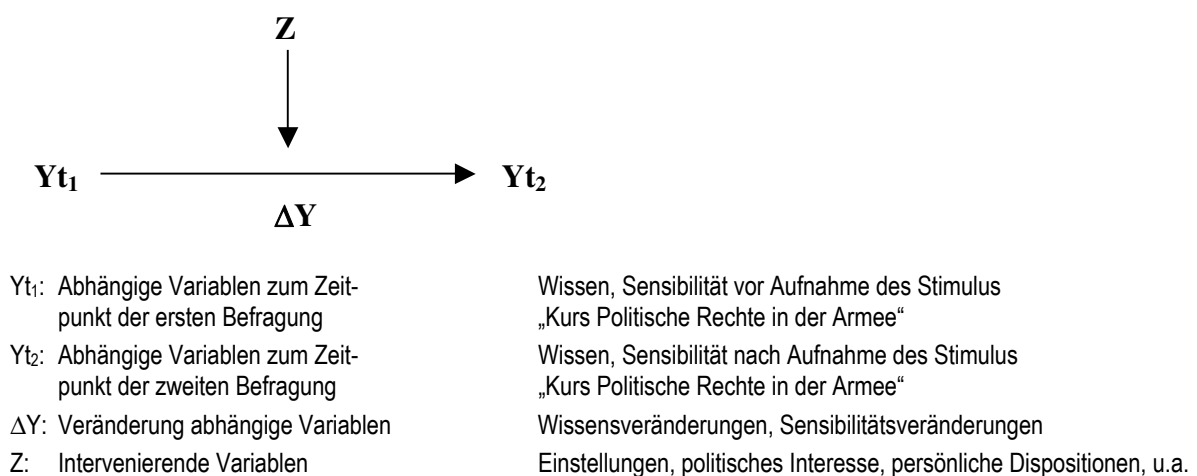 Z
Yt₁ Yt₂
ΔY
Yt₁: Abhängige Variablen zum Zeit- Wissen, Sensibilität vor Aufnahme des Stimulus
punkt der ersten Befragung „Kurs Politische Rechte in der Armee“
Yt₂: Abhängige Variablen zum Zeit- Wissen, Sensibilität nach Aufnahme des Stimulus
punkt der zweiten Befragung „Kurs Politische Rechte in der Armee“
ΔY: Veränderung abhängige Variablen Wissensveränderungen, Sensibilitätsveränderungen
Z: Intervenierende Variablen Einstellungen, politisches Interesse, persönliche Dispositionen, u.a.